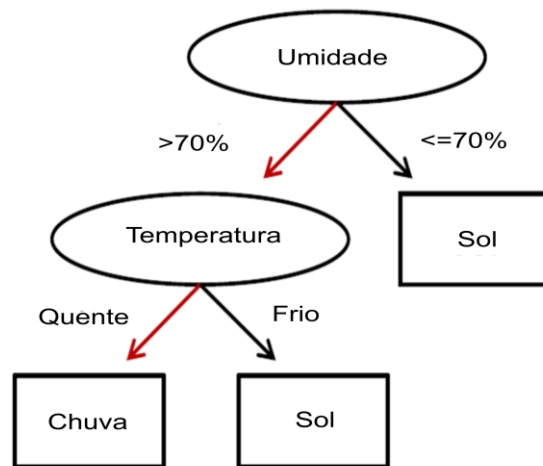 Umidade
>70%
<=70%
Temperatura
Sol
Quente
Frio
Chuva
Sol